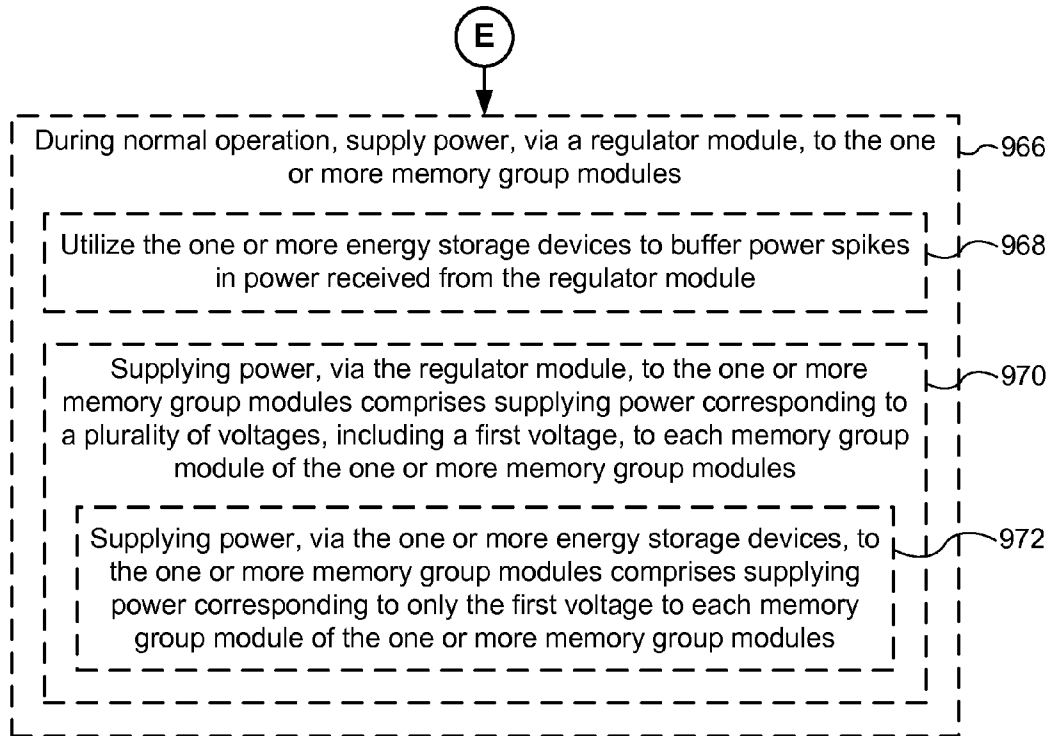 E
During normal operation, supply power, via a regulator module, to the one
or more memory group modules
966
Utilize the one or more energy storage devices to buffer power spikes
in power received from the regulator module
968
Supplying power, via the regulator module, to the one or more
memory group modules comprises supplying power corresponding to
a plurality of voltages, including a first voltage, to each memory group
module of the one or more memory group modules
970
Supplying power, via the one or more energy storage devices, to
the one or more memory group modules comprises supplying
power corresponding to only the first voltage to each memory
group module of the one or more memory group modules
972